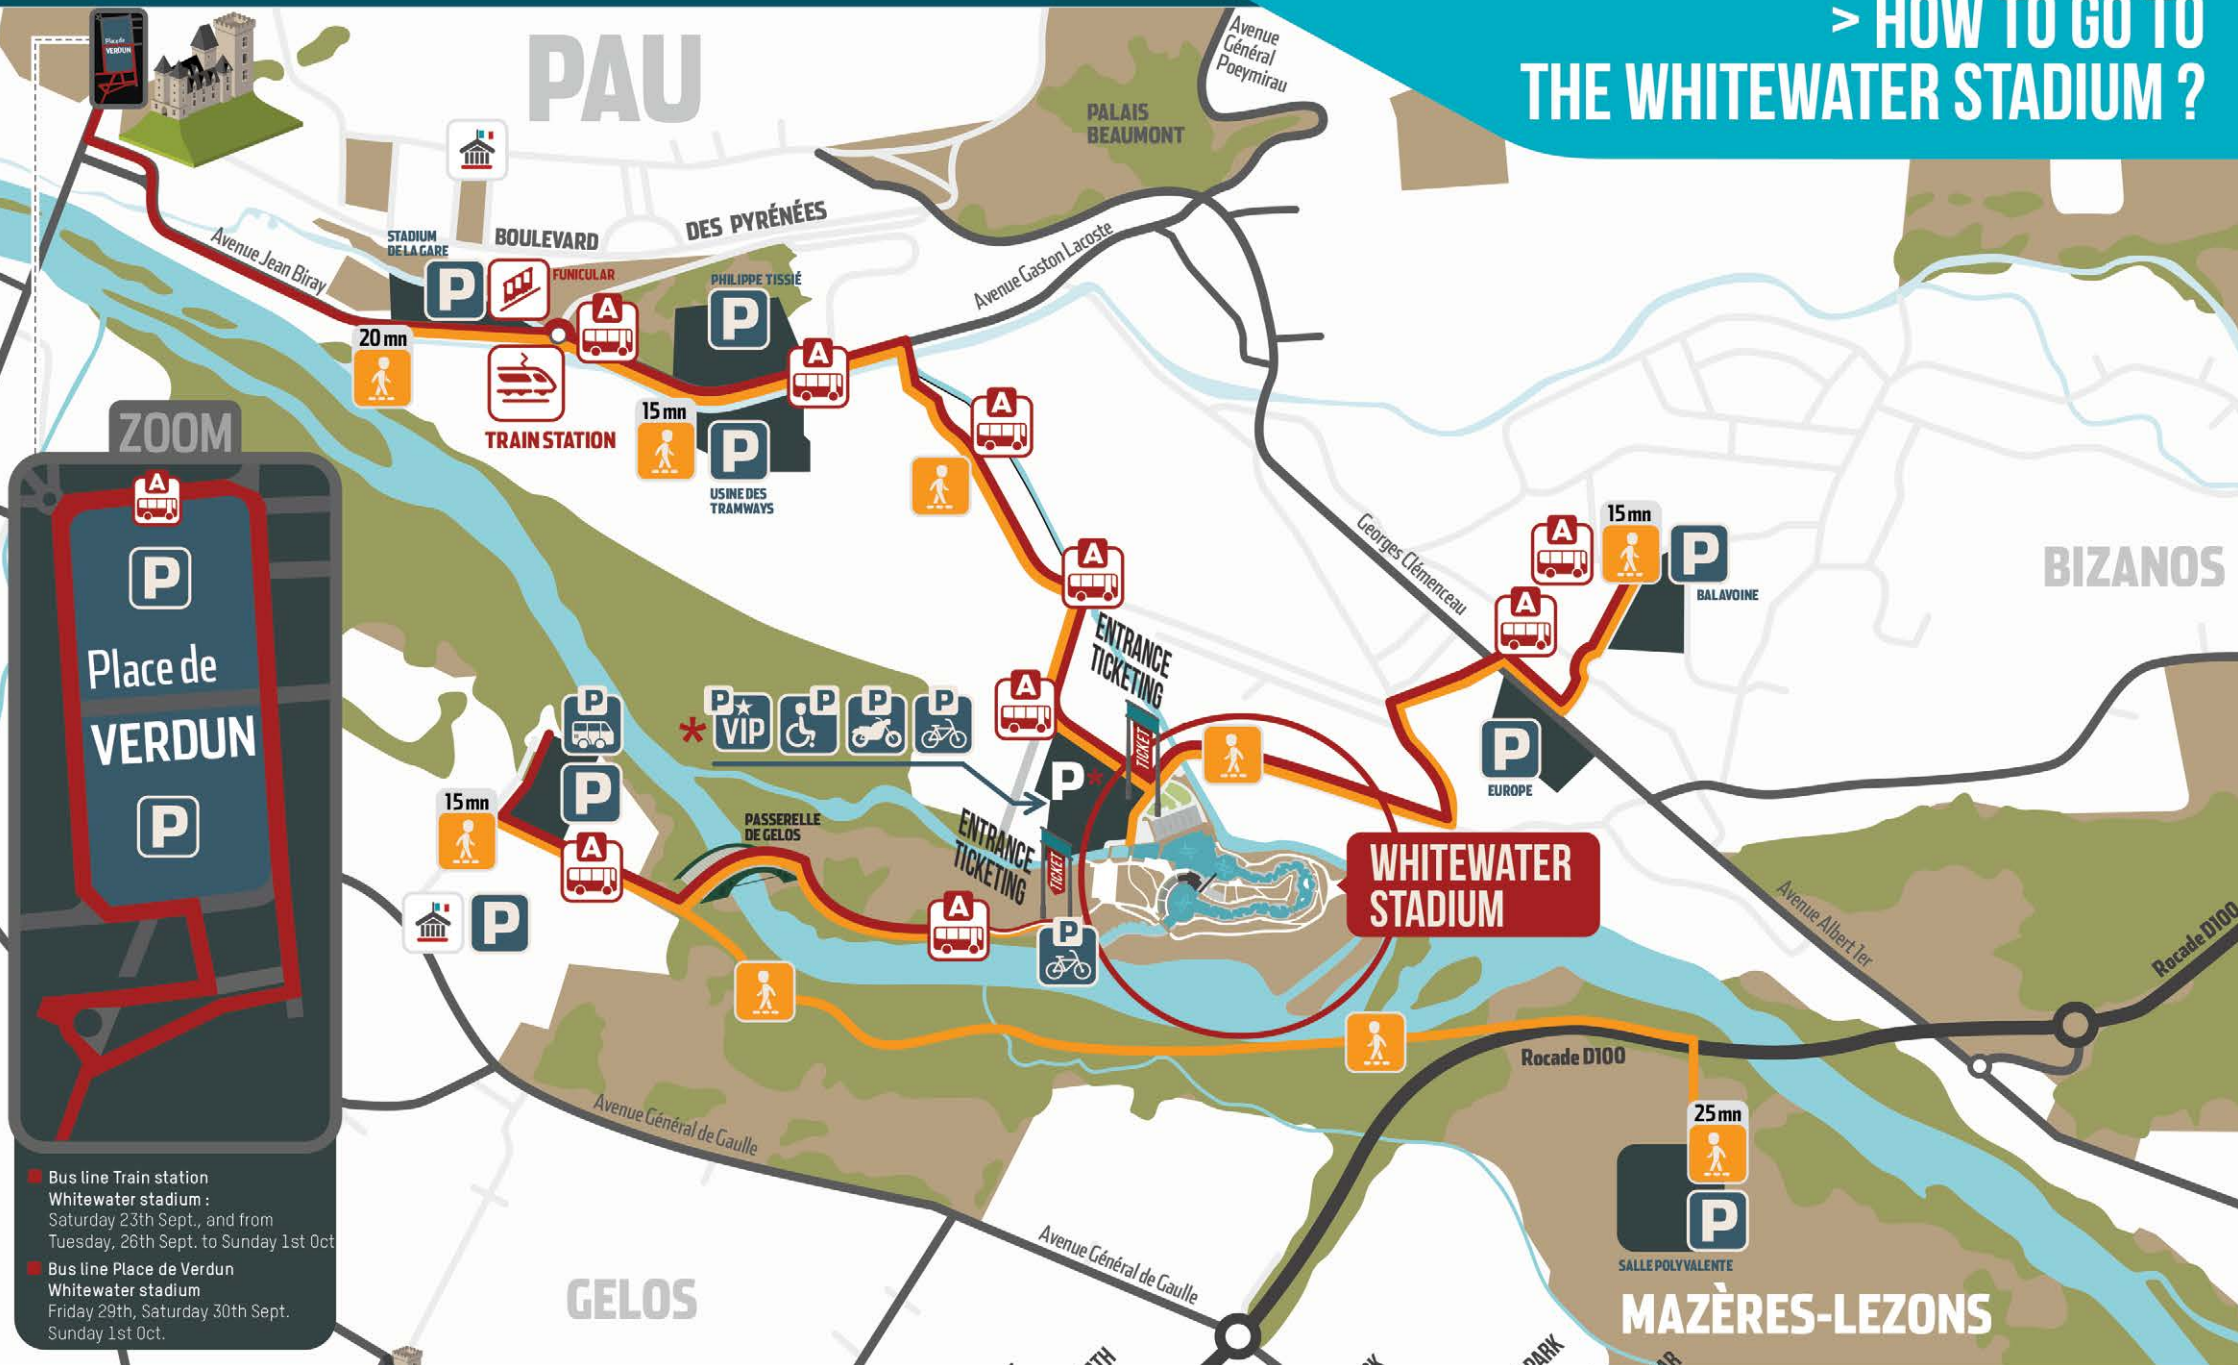 > HOW TO GO TO
THE WHITEWATER STADIUM ?
Place de
VERDUN
PAU
Avenue
Général
Poeymirau
PALAIS
BEAUMONT
BOULEVARD
DES PYRÉNÉES
Avenue Jean Biray
STADIUM
DE LA GARE
P
FUNICULAR
A
PHILIPPE TISSIÉ
P
Avenue Gaston Lacoste
20 mn
A
TRAIN STATION
15 mn
P
USINE DES
TRAMWAYS
A
A
ZOOM
A
P
Place de
VERDUN
P
Georges Clémenceau
A
15 mn
P
BALAVOINE
A
BIZANOS
ENTRANCE
TICKETING
A
TICKET
P
EUROPE
P
P
15 mn
A
* P VIP
P
P
P
P*
PASSERELLE
DE GELOS
ENTRANCE
TICKETING
TICKET
A
P
P
WHITEWATER
STADIUM
Avenue Albert 1er
Rocade D100
Rocade D100
25 mn
P
SALLE POLYVALENTE
MAZÈRES-LEZONS
Avenue Général de Gaulle
Avenue Général de Gaulle
GELOS
PARK
Bus line Train station
Whitewater stadium :
Saturday 23th Sept., and from
Tuesday, 26th Sept. to Sunday 1st Oct
Bus line Place de Verdun
Whitewater stadium
Friday 29th, Saturday 30th Sept.
Sunday 1st Oct.